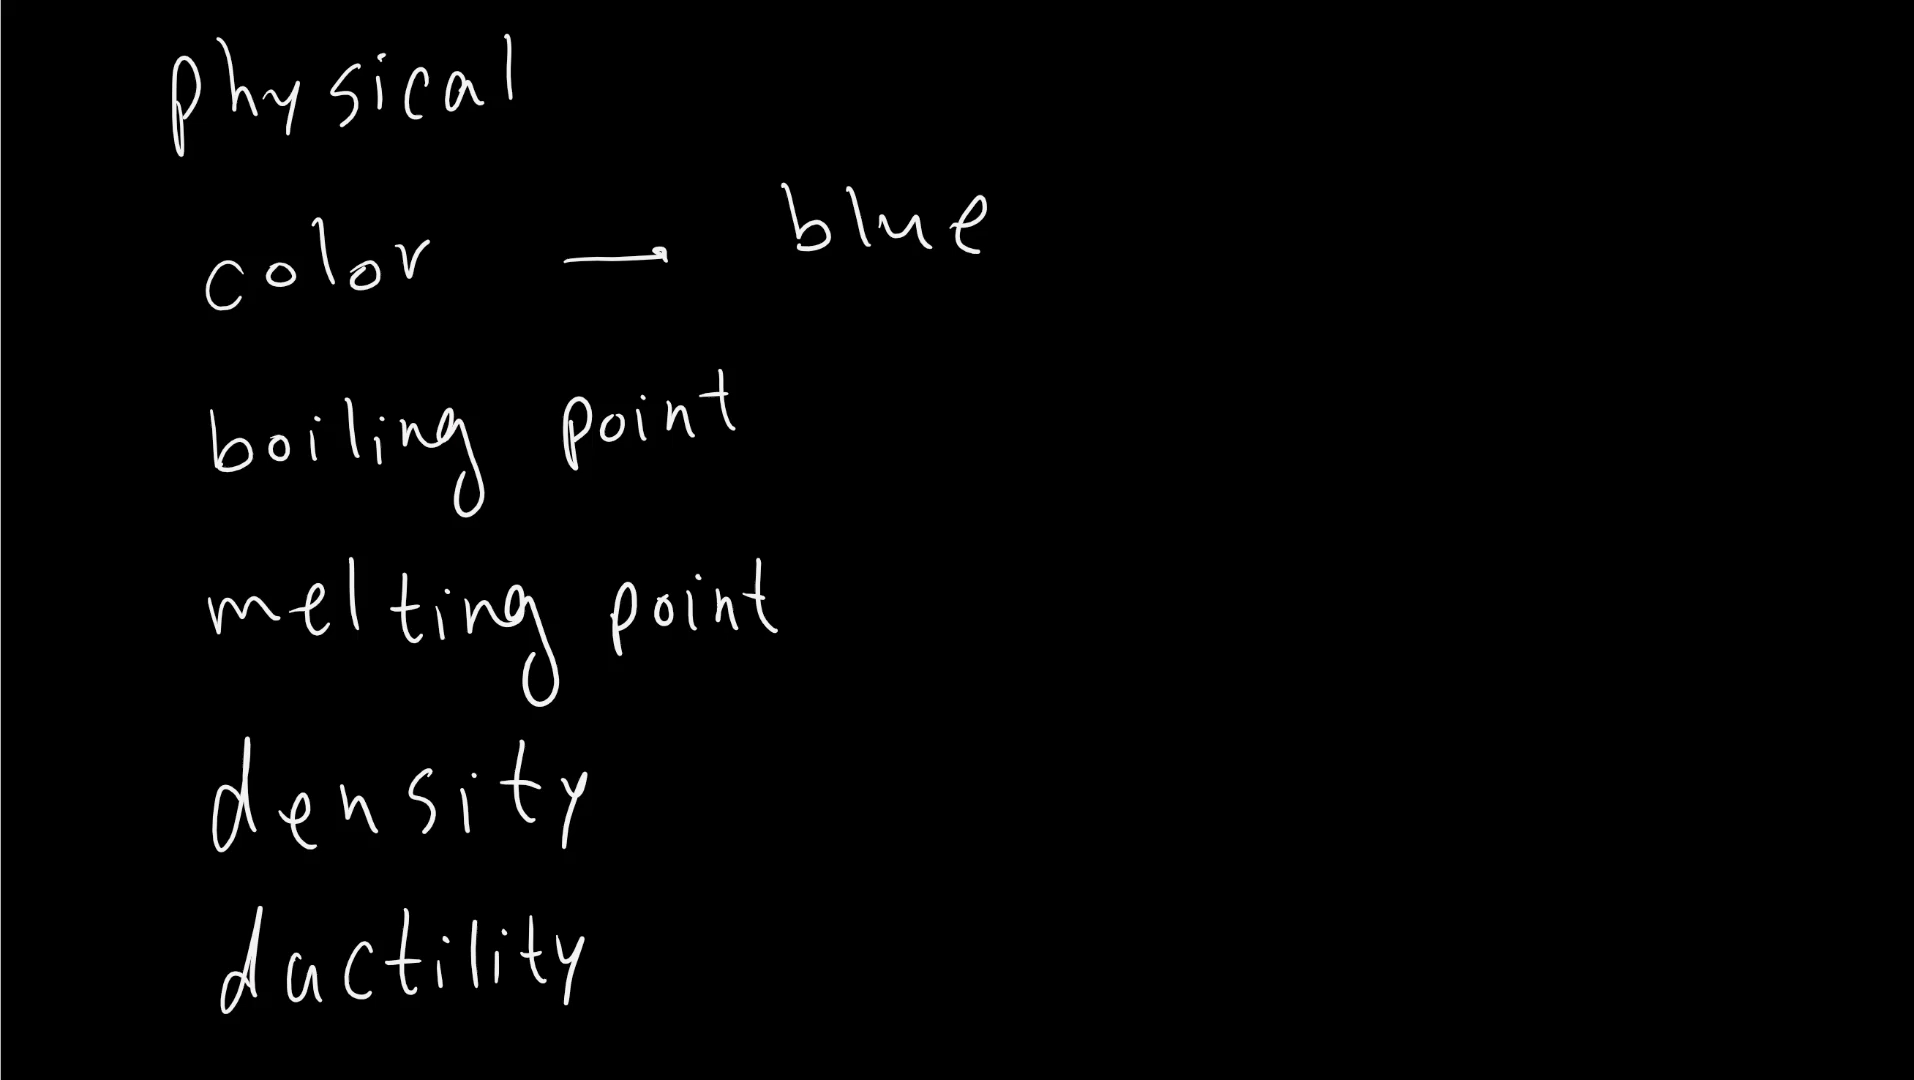 physical
color → blue
boiling point
melting point
density
dactility